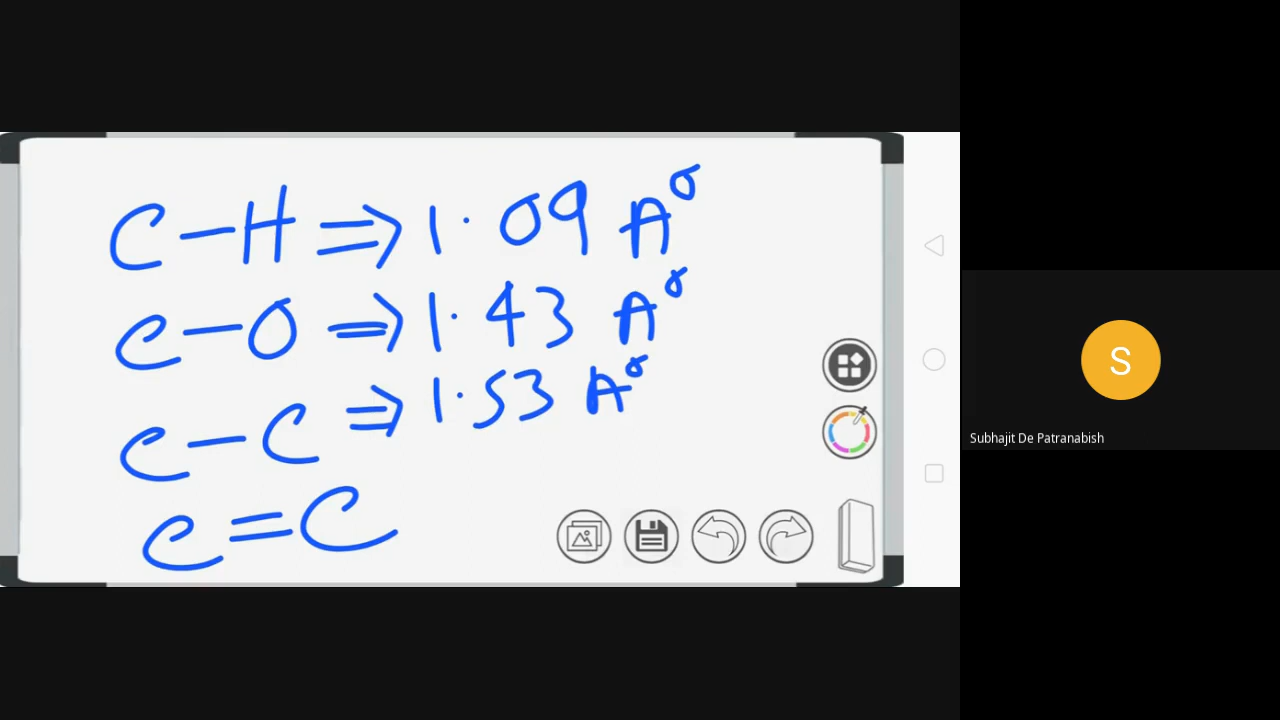 C-H ⇒ 1.09 A°
C-O ⇒ 1.43 A°
C-C ⇒ 1.53 A°
C=C
S
Subhajit De Patranabish